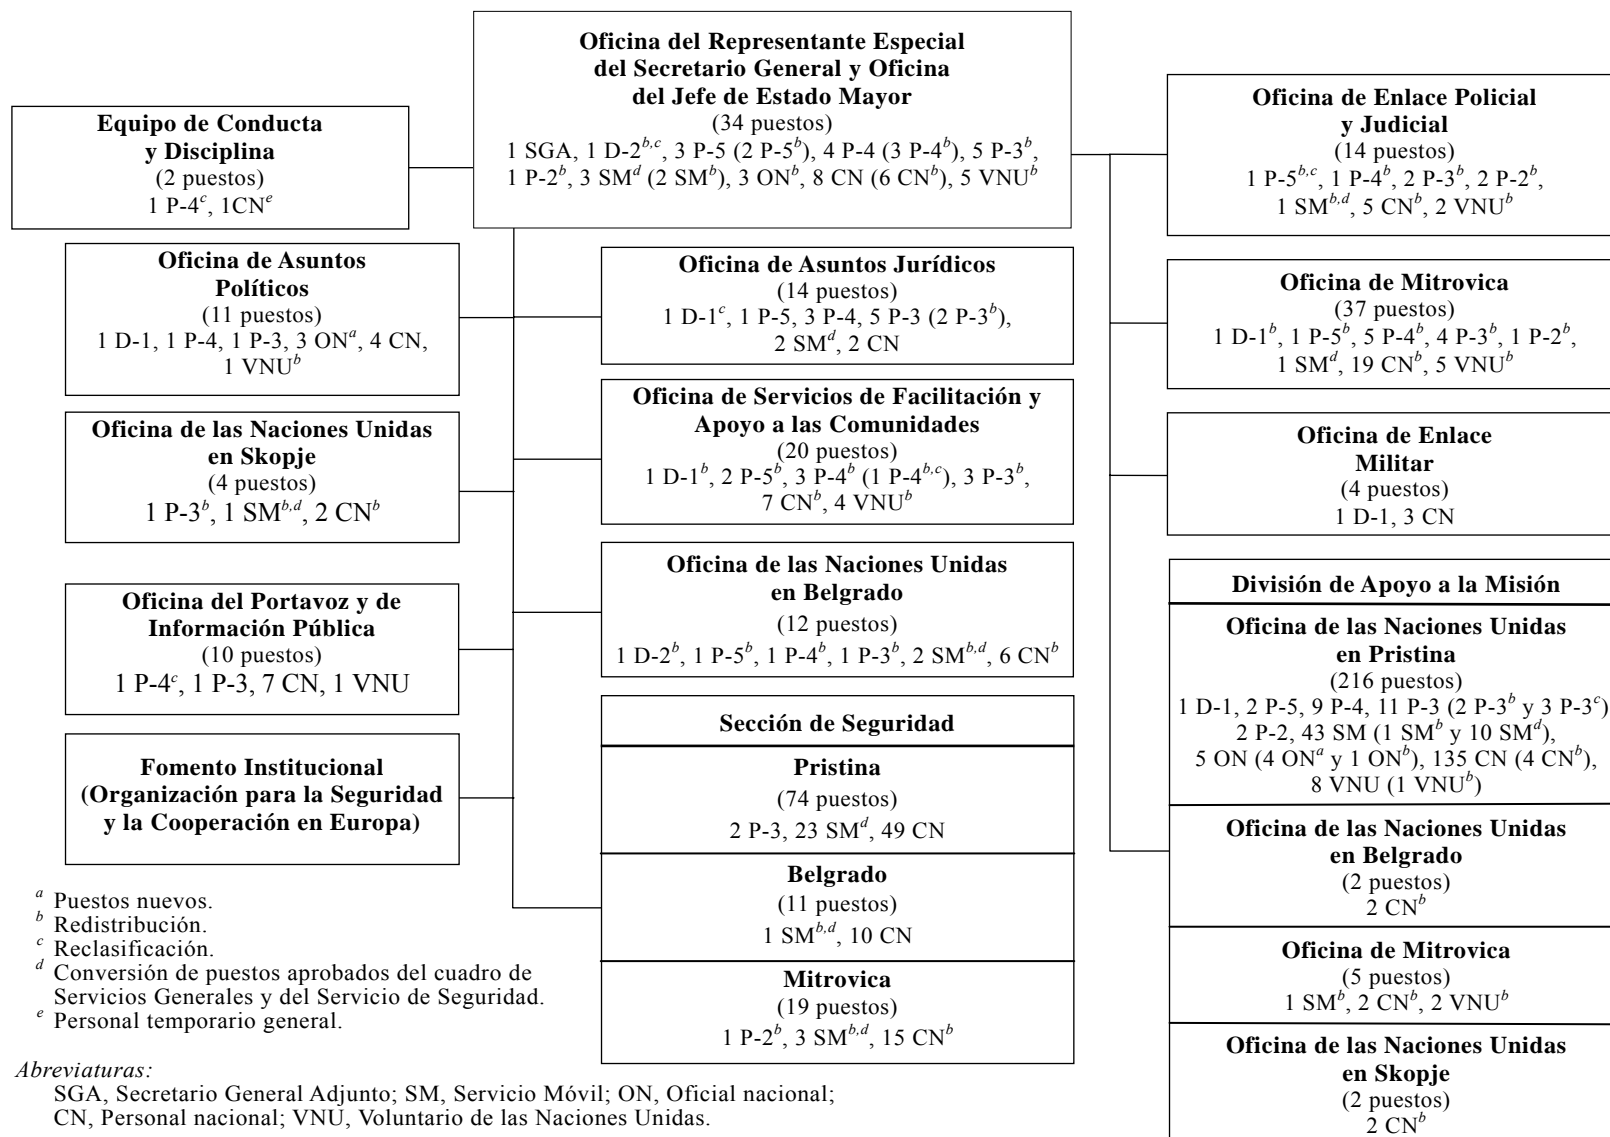 Oficina del Representante Especial
del Secretario General y Oficina
del Jefe de Estado Mayor
(34 puestos)
1 SGA, 1 D-2b,c, 3 P-5 (2 P-5b), 4 P-4 (3 P-4b), 5 P-3b,
1 P-2b, 3 SMd (2 SMb), 3 ONb, 8 CN (6 CNb), 5 VNUb
Equipo de Conducta
y Disciplina
(2 puestos)
1 P-4c, 1CNe
Oficina de Enlace Policial
y Judicial
(14 puestos)
1 P-5b,c, 1 P-4b, 2 P-3b, 2 P-2b,
1 SMb,d, 5 CNb, 2 VNUb
Oficina de Asuntos
Políticos
(11 puestos)
1 D-1, 1 P-4, 1 P-3, 3 ONa, 4 CN,
1 VNUb
Oficina de Asuntos Jurídicos
(14 puestos)
1 D-1c, 1 P-5, 3 P-4, 5 P-3 (2 P-3b),
2 SMd, 2 CN
Oficina de Mitrovica
(37 puestos)
1 D-1b, 1 P-5b, 5 P-4b, 4 P-3b, 1 P-2b,
1 SMd, 19 CNb, 5 VNUb
Oficina de las Naciones Unidas
en Skopje
(4 puestos)
1 P-3b, 1 SMb,d, 2 CNb
Oficina de Servicios de Facilitación y
Apoyo a las Comunidades
(20 puestos)
1 D-1b, 2 P-5b, 3 P-4b (1 P-4b,c), 3 P-3b,
7 CNb, 4 VNUb
Oficina de Enlace
Militar
(4 puestos)
1 D-1, 3 CN
Oficina del Portavoz y de
Información Pública
(10 puestos)
1 P-4c, 1 P-3, 7 CN, 1 VNU
Oficina de las Naciones Unidas
en Belgrado
(12 puestos)
1 D-2b, 1 P-5b, 1 P-4b, 1 P-3b, 2 SMb,d, 6 CNb
División de Apoyo a la Misión
Oficina de las Naciones Unidas
en Pristina
(216 puestos)
1 D-1, 2 P-5, 9 P-4, 11 P-3 (2 P-3b y 3 P-3c)
2 P-2, 43 SM (1 SMb y 10 SMd),
5 ON (4 ONa y 1 ONb), 135 CN (4 CNb),
8 VNU (1 VNUb)
Oficina de las Naciones Unidas
en Belgrado
(2 puestos)
2 CNb
Oficina de Mitrovica
(5 puestos)
1 SMb, 2 CNb, 2 VNUb
Oficina de las Naciones Unidas
en Skopje
(2 puestos)
2 CNb
Fomento Institucional
(Organización para la Seguridad
y la Cooperación en Europa)
Sección de Seguridad
Pristina
(74 puestos)
2 P-3, 23 SMd, 49 CN
Belgrado
(11 puestos)
1 SMb,d, 10 CN
Mitrovica
(19 puestos)
1 P-2b, 3 SMb,d, 15 CNb
a Puestos nuevos.
b Redistribución.
c Reclasificación.
d Conversión de puestos aprobados del cuadro de
Servicios Generales y del Servicio de Seguridad.
e Personal temporario general.
Abreviaturas:
SGA, Secretario General Adjunto; SM, Servicio Móvil; ON, Oficial nacional;
CN, Personal nacional; VNU, Voluntario de las Naciones Unidas.